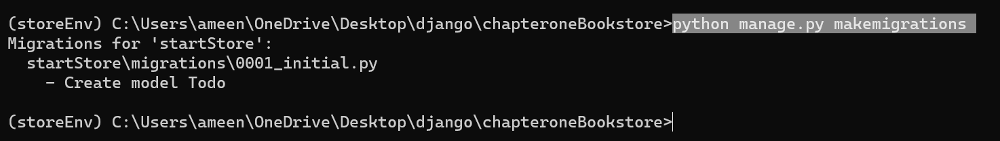 (storeEnv) C:\Users\ameen\OneDrive\Desktop\django\chapteroneBookstore>python manage.py makemigrations
Migrations for 'startStore':
  startStore\migrations\0001_initial.py
    - Create model Todo
(storeEnv) C:\Users\ameen\OneDrive\Desktop\django\chapteroneBookstore>